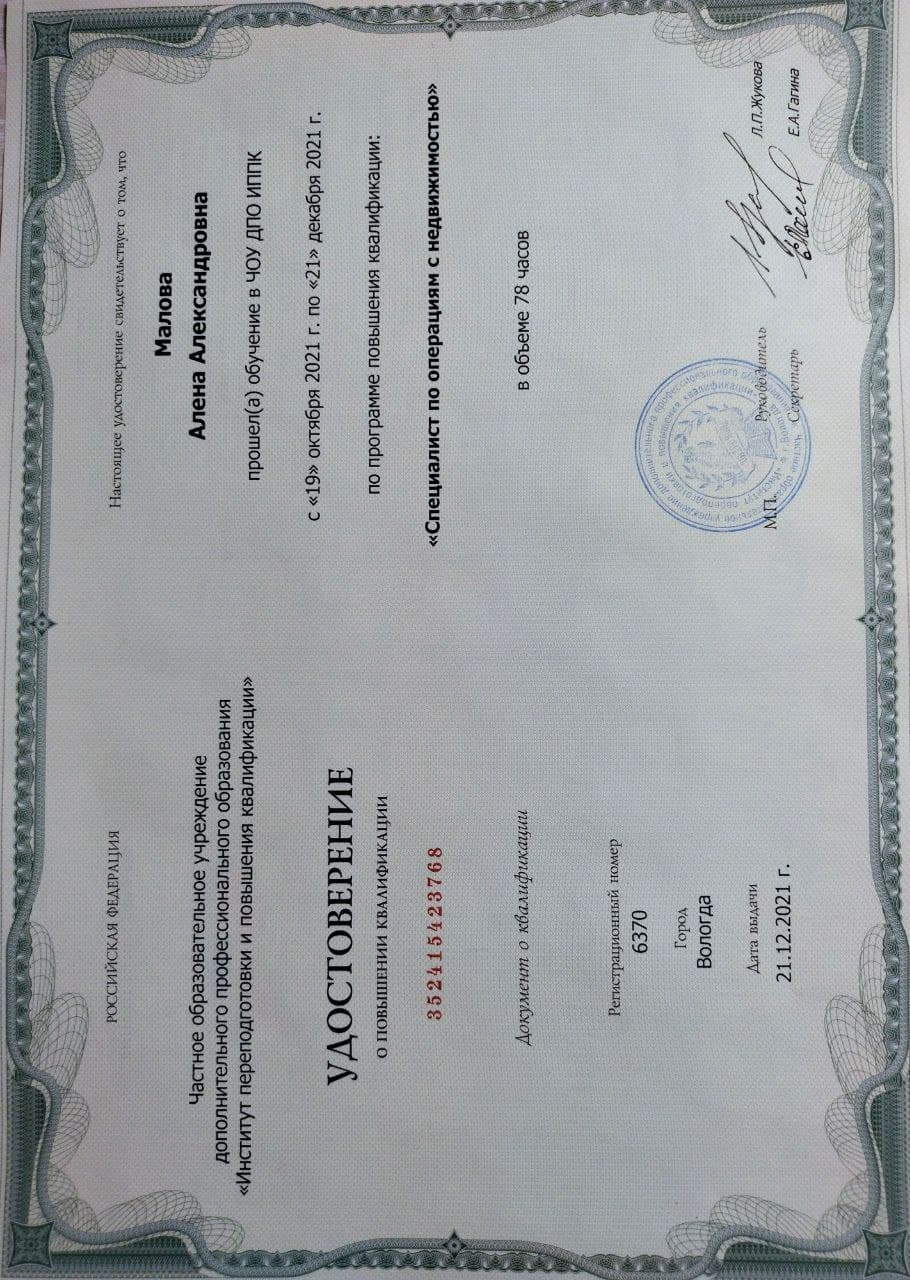 РОССИЙСКАЯ ФЕДЕРАЦИЯ
Частное образовательное учреждение
дополнительного профессионального образования
«Институт переподготовки и повышения квалификации»
УДОСТОВЕРЕНИЕ
О ПОВЫШЕНИИ КВАЛИФИКАЦИИ
352415423768
Документ о квалификации
Регистрационный номер
6370
Город
Вологда
Дата выдачи
21.12.2021 г.
Настоящее удостоверение свидетельствует о том, что
Малова
Алена Александровна
прошел(а) обучение в ЧОУ ДПО ИППК
с «19» октября 2021 г. по «21» декабря 2021 г.
по программе повышения квалификации:
«Специалист по операциям с недвижимостью»
в объеме 78 часов
Руководитель Л.П.Жукова
М.П.
Секретарь Е.А.Гагина